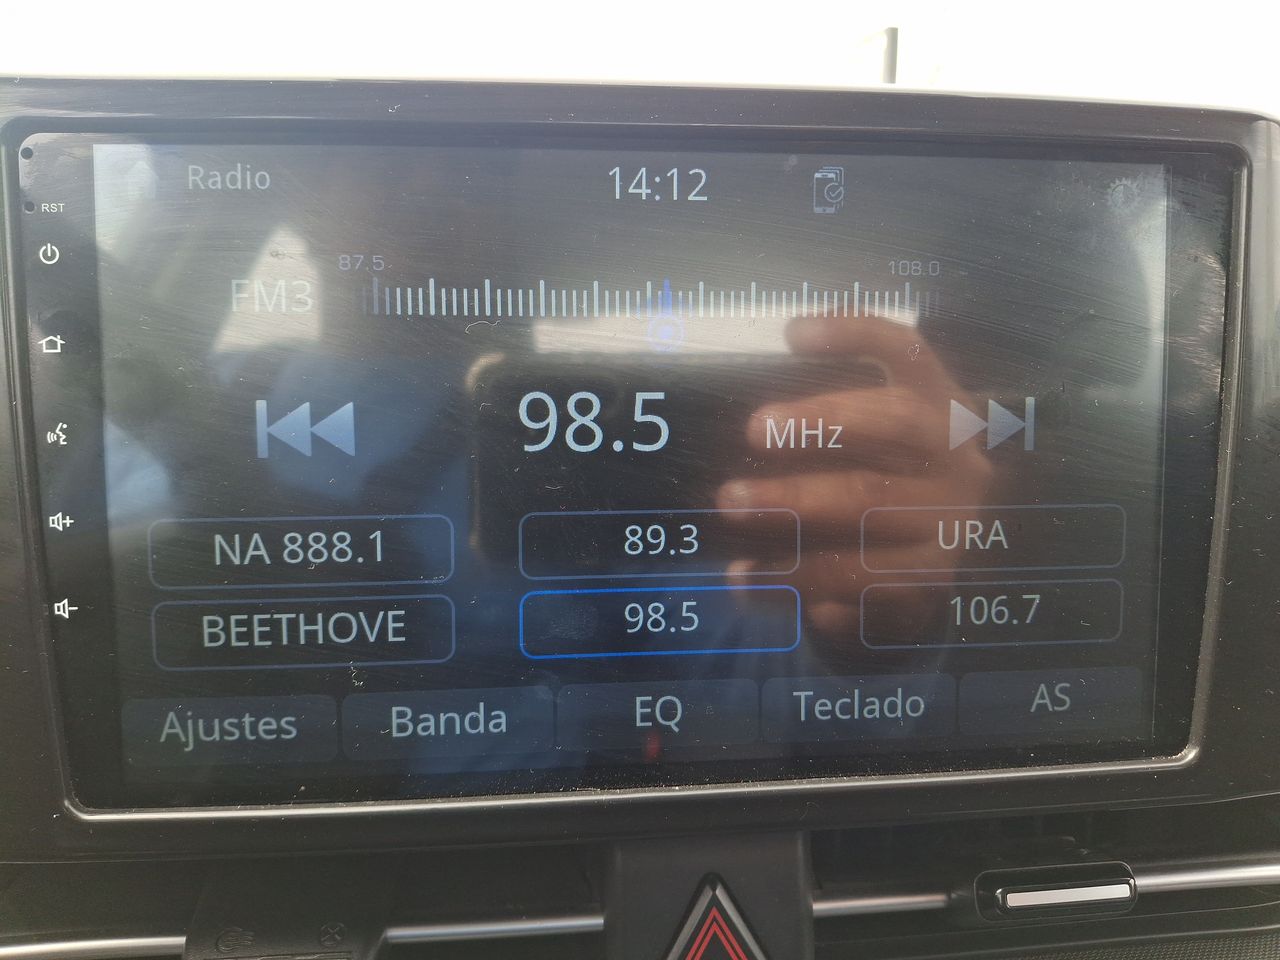 Radio
14:12
RST
87.5
108.0
FM3
98.5 MHz
NA 888.1
89.3
URA
BEETHOVE
98.5
106.7
Ajustes
Banda
EQ
Teclado
AS